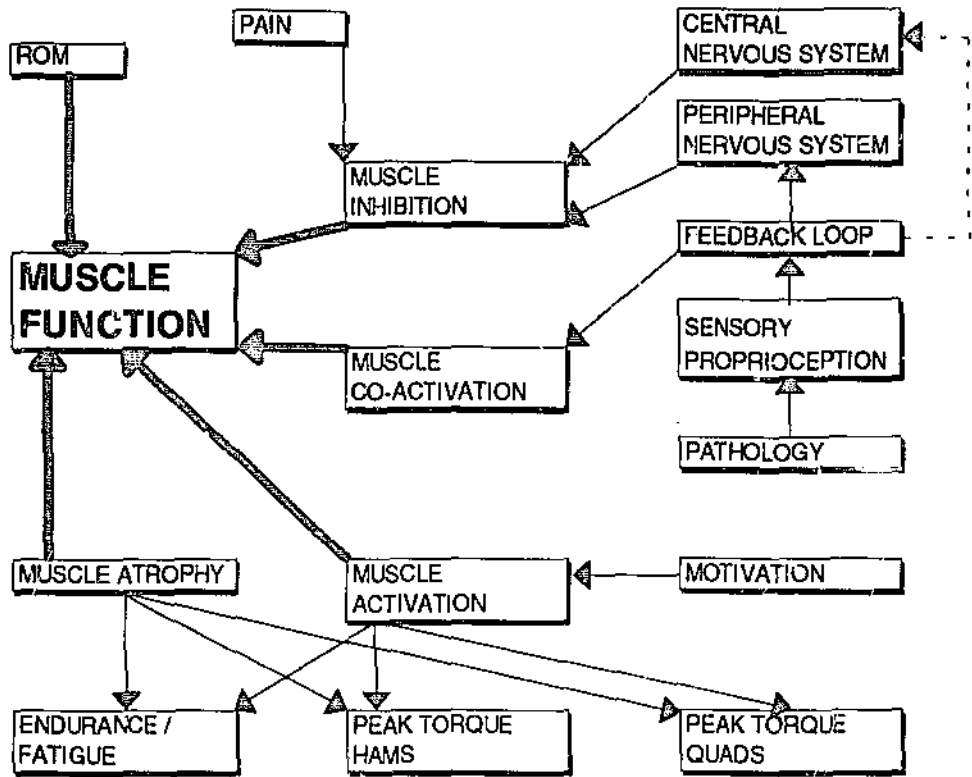 PAIN
CENTRAL
NERVOUS SYSTEM
ROM
PERIPHERAL
NERVOUS SYSTEM
MUSCLE
INHIBITION
FEEDBACK LOOP
MUSCLE
FUNCTION
SENSORY
PROPRIOCEPTION
MUSCLE
CO-ACTIVATION
PATHOLOGY
MUSCLE ATROPHY
MUSCLE
ACTIVATION
MOTIVATION
ENDURANCE /
FATIGUE
PEAK TORQUE
HAMS
PEAK TORQUE
QUADS